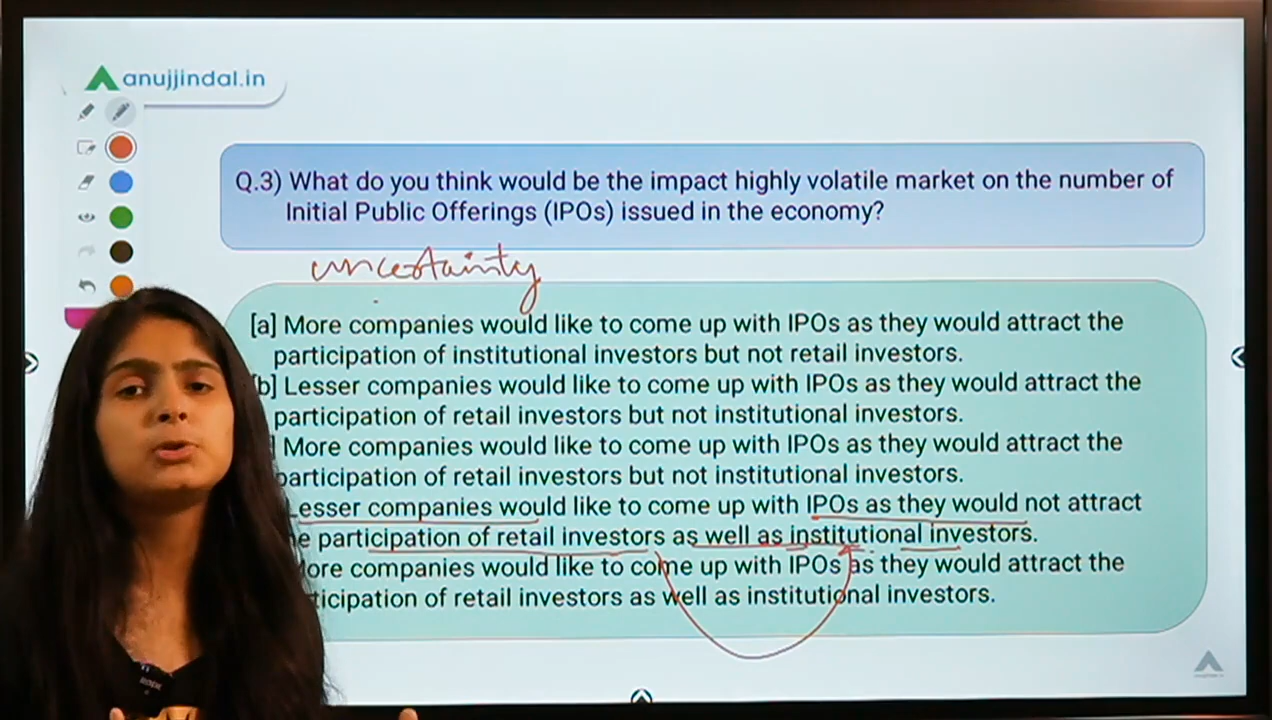 anujjindal.in
Q.3) What do you think would be the impact highly volatile market on the number of
Initial Public Offerings (IPOs) issued in the economy?
uncertainty
[a] More companies would like to come up with IPOs as they would attract the
participation of institutional investors but not retail investors.
b] Lesser companies would like to come up with IPOs as they would attract the
participation of retail investors but not institutional investors.
More companies would like to come up with IPOs as they would attract the
participation of retail investors but not institutional investors.
Lesser companies would like to come up with IPOs as they would not attract
participation of retail investors as well as institutional investors.
companies would like to come up with IPOs as they would attract the
of retail investors as well as institutional investors.